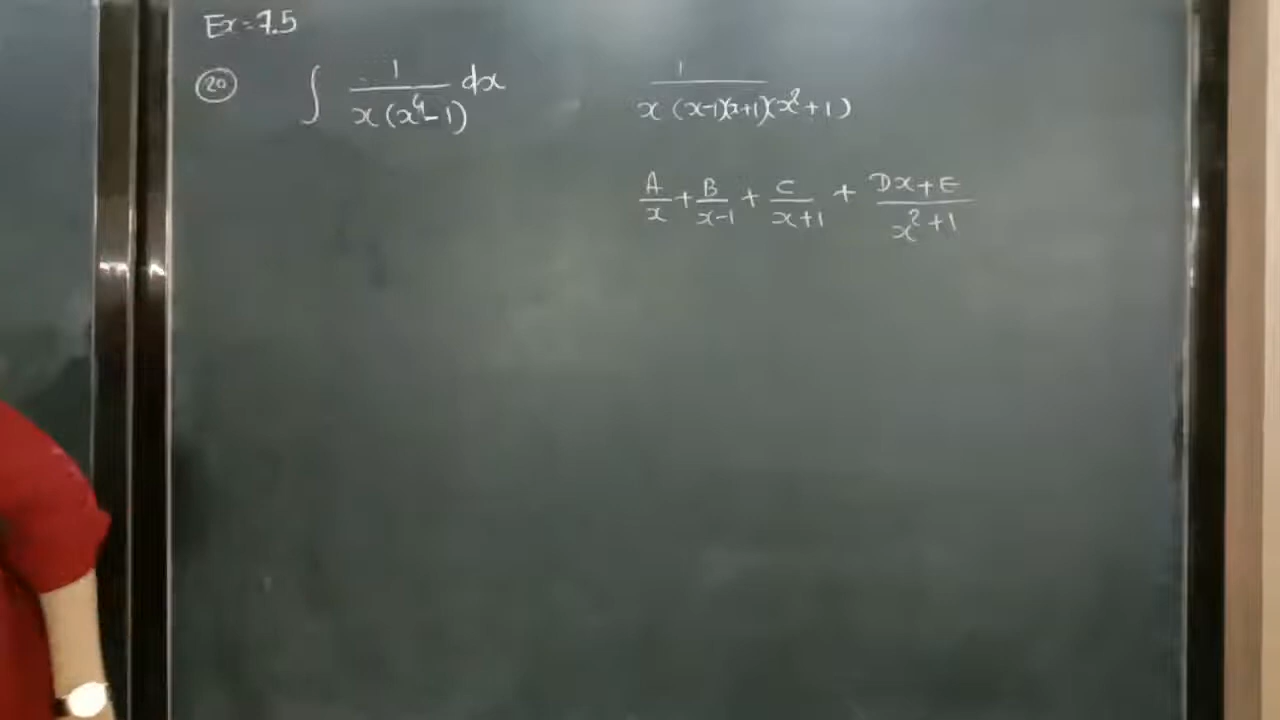 Ex=7.5
20 ∫ 1/(x(x⁴-1)) dx
1/(x(x-1)(x+1)(x²+1))
A/x + B/(x-1) + C/(x+1) + (Dx+E)/(x²+1)